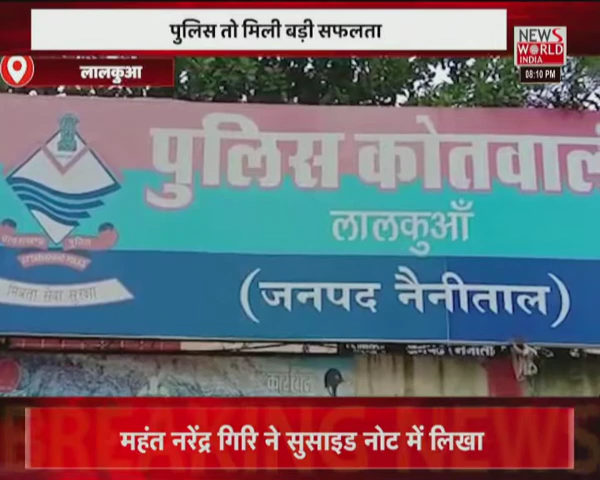 पुलिस तो मिली बड़ी सफलता
NEWS
WORLD
INDIA
08:10 PM
लालकुआ
पुलिस कोतवाली
लालकुआँ
(जनपद नैनीताल)
पुलिस
मित्रता सेवा सुरक्षा
BREAKING NEWS
महंत नरेंद्र गिरि ने सुसाइड नोट में लिखा